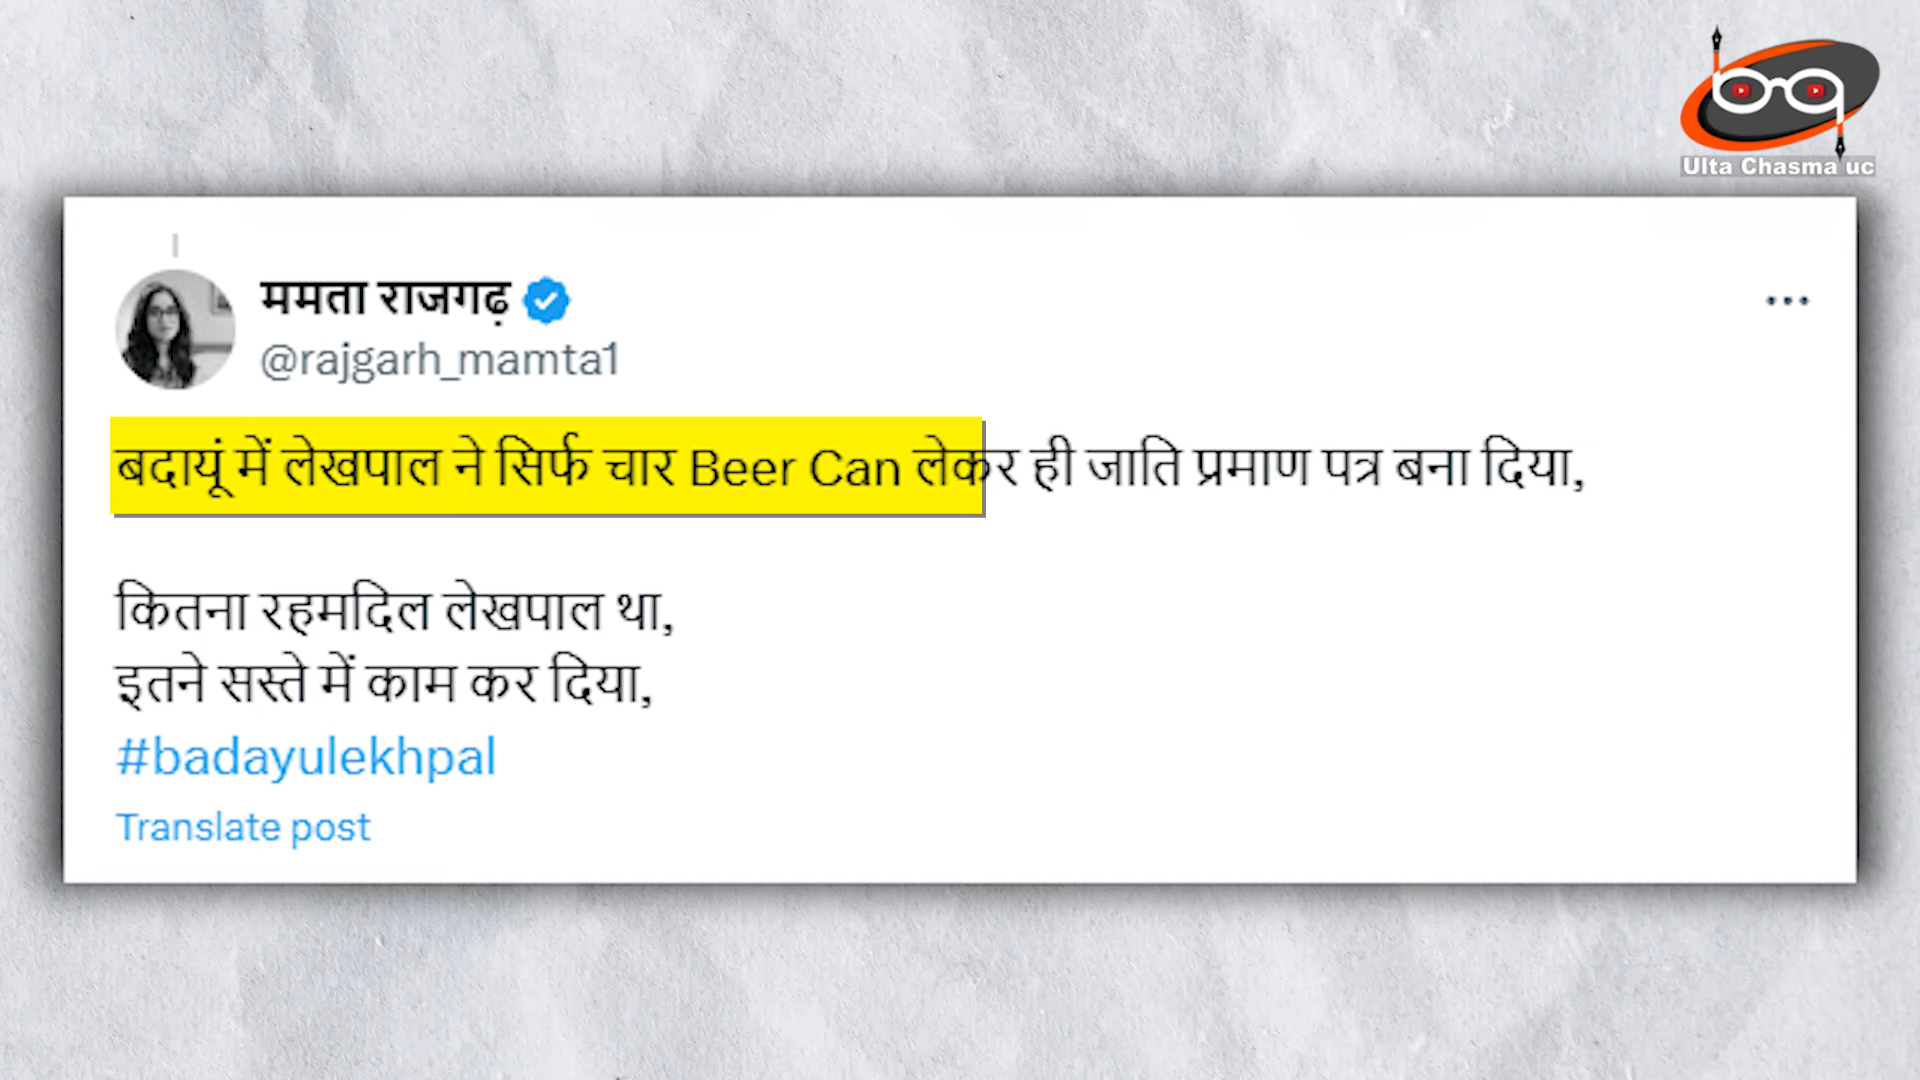 Ulta Chasma uc
ममता राजगढ़
@rajgarh_mamta1
बदायूं में लेखपाल ने सिर्फ चार Beer Can लेकर ही जाति प्रमाण पत्र बना दिया,
कितना रहमदिल लेखपाल था,
इतने सस्ते में काम कर दिया,
#badayulekhpal
Translate post